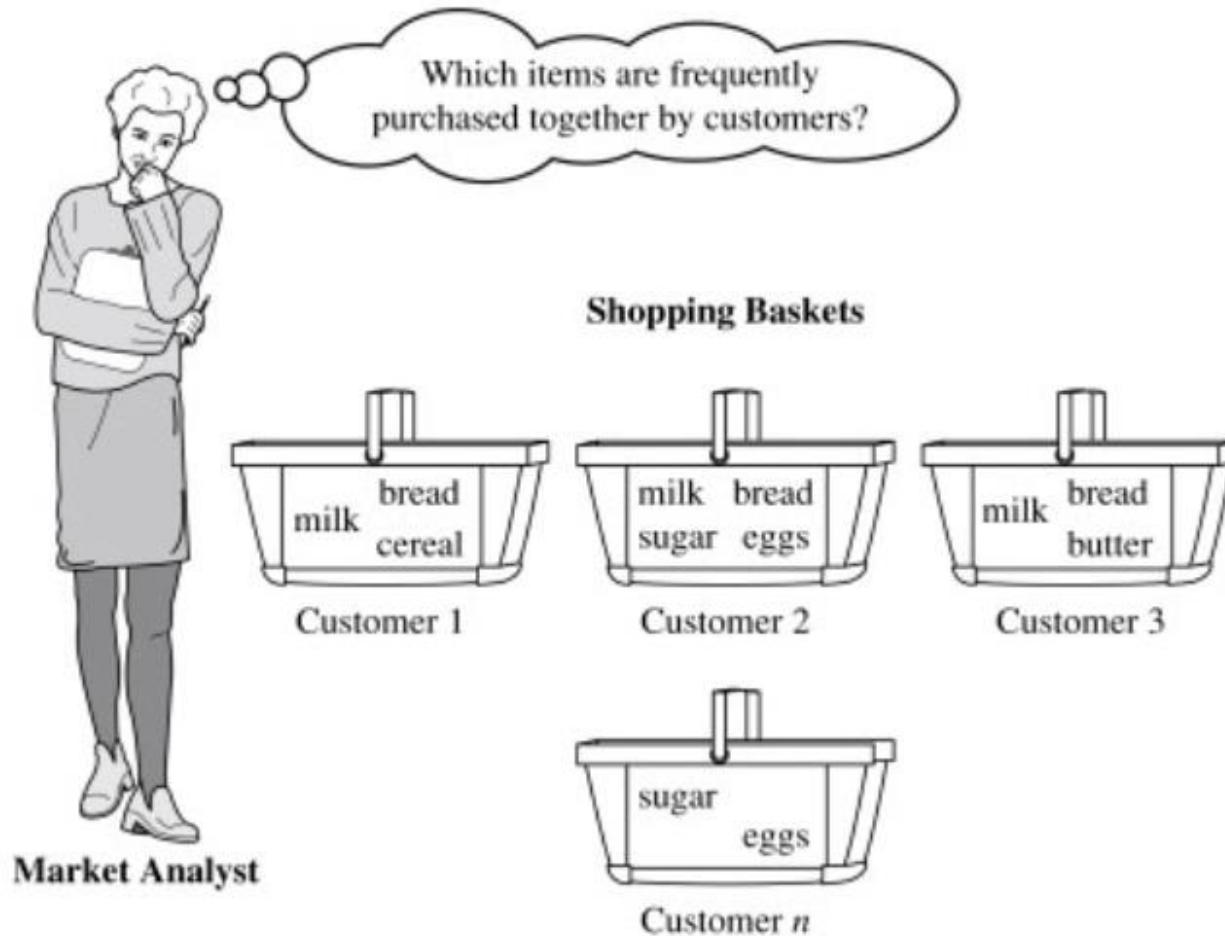 Which items are frequently
purchased together by customers?
Shopping Baskets
milk
bread
cereal
Customer 1
milk bread
sugar eggs
Customer 2
milk
bread
butter
Customer 3
sugar
eggs
Customer n
Market Analyst